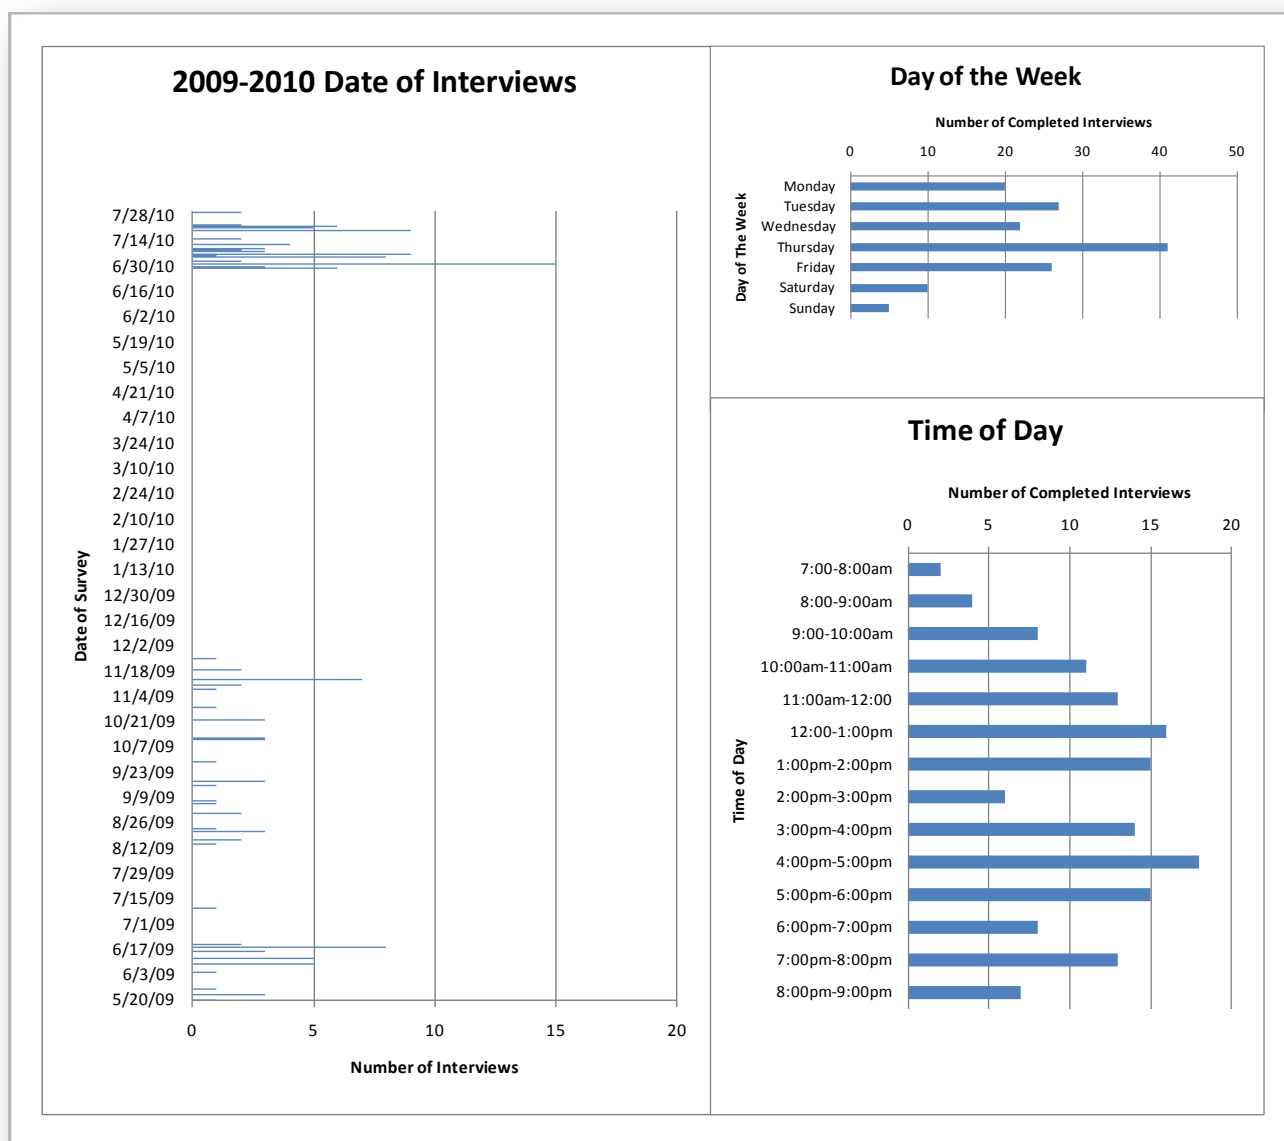 2009-2010 Date of Interviews
Date of Survey
7/28/10
7/14/10
6/30/10
6/16/10
6/2/10
5/19/10
5/5/10
4/21/10
4/7/10
3/24/10
3/10/10
2/24/10
2/10/10
1/27/10
1/13/10
12/30/09
12/16/09
12/2/09
11/18/09
11/4/09
10/21/09
10/7/09
9/23/09
9/9/09
8/26/09
8/12/09
7/29/09
7/15/09
7/1/09
6/17/09
6/3/09
5/20/09
0 5 10 15 20
Number of Interviews
Day of the Week
Number of Completed Interviews
0 10 20 30 40 50
Day of The Week
Monday
Tuesday
Wednesday
Thursday
Friday
Saturday
Sunday
Time of Day
Number of Completed Interviews
0 5 10 15 20
Time of Day
7:00-8:00am
8:00-9:00am
9:00-10:00am
10:00am-11:00am
11:00am-12:00
12:00-1:00pm
1:00pm-2:00pm
2:00pm-3:00pm
3:00pm-4:00pm
4:00pm-5:00pm
5:00pm-6:00pm
6:00pm-7:00pm
7:00pm-8:00pm
8:00pm-9:00pm